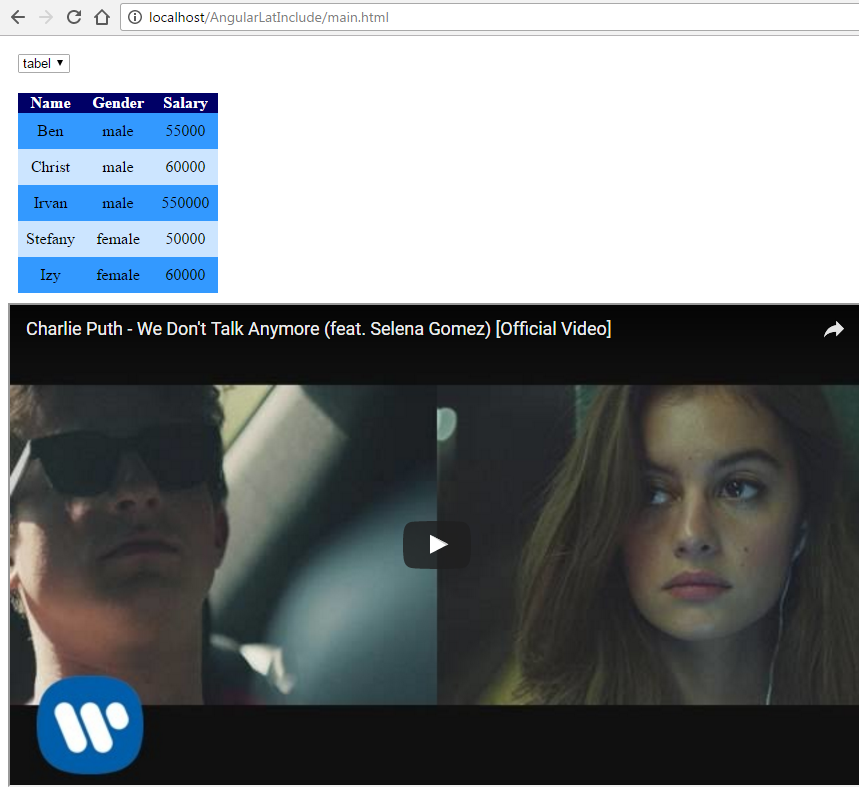 localhost/AngularLatInclude/main.html
tabel
Name Gender Salary
Ben male 55000
Christ male 60000
Irvan male 550000
Stefany female 50000
Izy female 60000
Charlie Puth - We Don't Talk Anymore (feat. Selena Gomez) [Official Video]